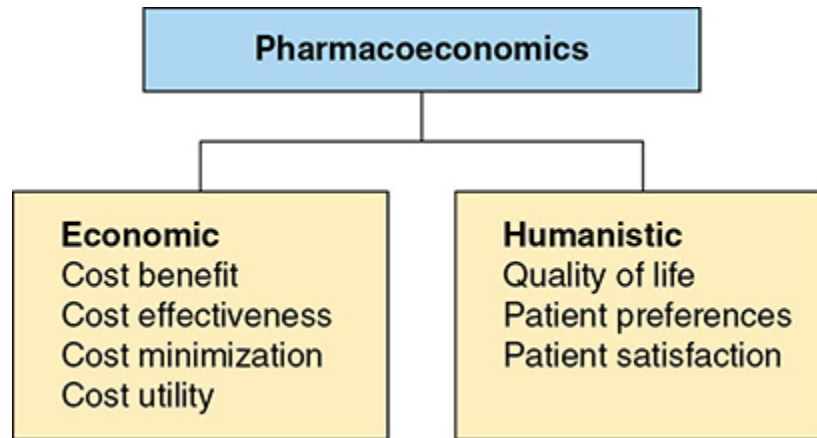 Pharmacoeconomics
Economic
Cost benefit
Cost effectiveness
Cost minimization
Cost utility
Humanistic
Quality of life
Patient preferences
Patient satisfaction